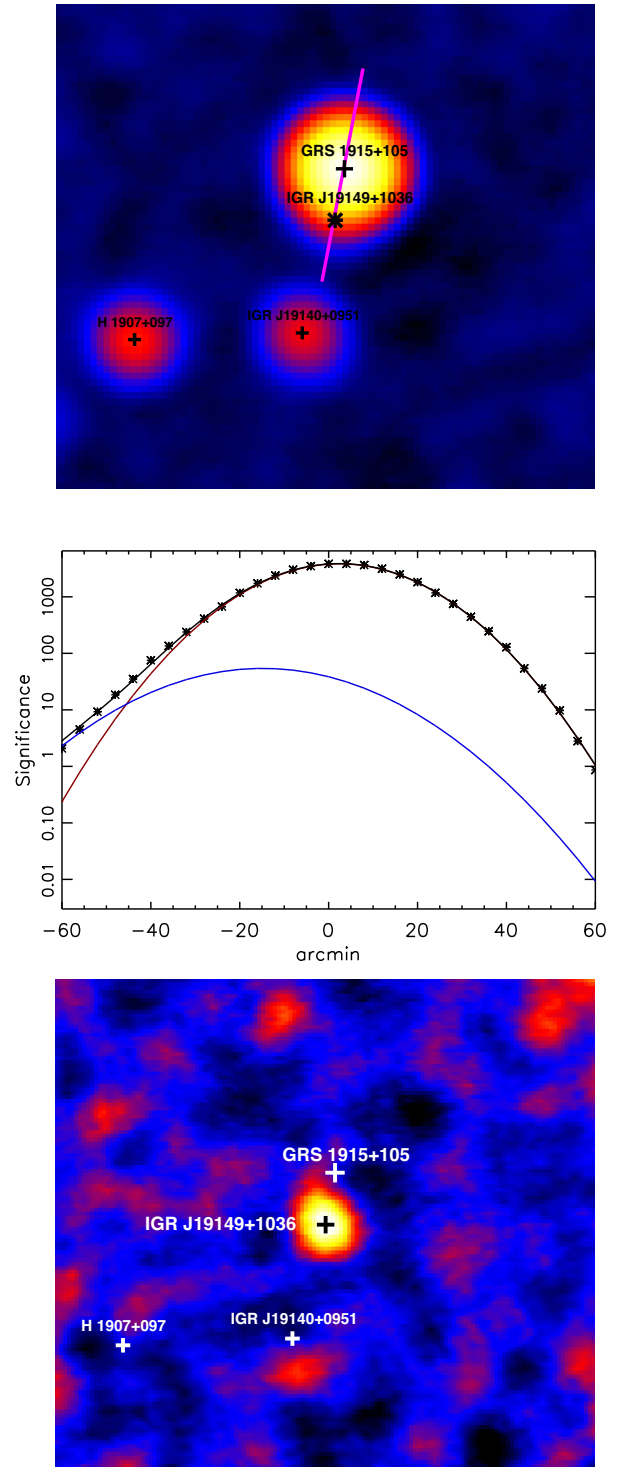 GRS 1915+105
IGR J19149+1036
H 1907+097
IGR J19140+0951
1000
100
10
1
0.10
0.01
Significance
-60 -40 -20 0 20 40 60
arcmin
GRS 1915+105
IGR J19149+1036
IGR J19140+0951
H 1907+097